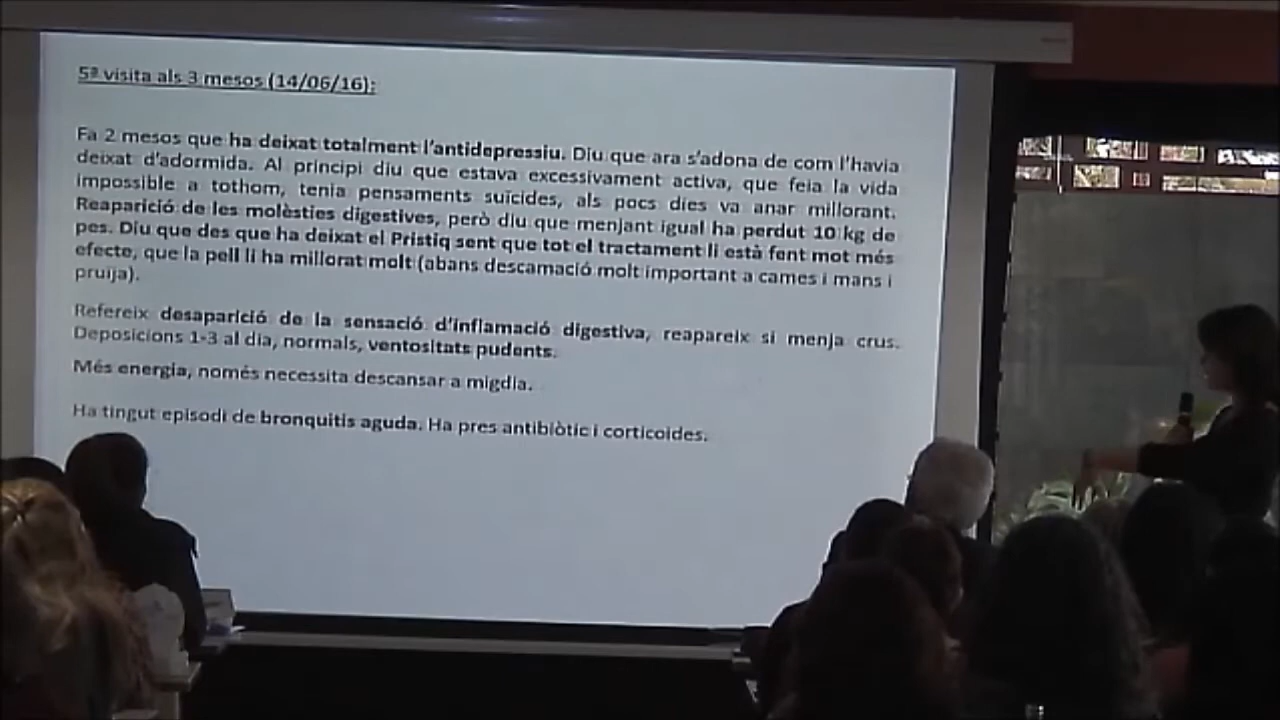 5ª visita als 3 mesos (14/06/16):
Fa 2 mesos que ha deixat totalment l'antidepressiu. Diu que ara s'adona de com l'havia
deixat d'adormida. Al principi diu que estava excessivament activa, que feia la vida
impossible a tothom, tenia pensaments suïcides, als pocs dies va anar millorant.
Reaparició de les molèsties digestives, però diu que menjant igual ha perdut 10 kg de
pes. Diu que des que ha deixat el Pristiq sent que tot el tractament li està fent mot més
efecte, que la pell li ha millorat molt (abans descamació molt important a cames i mans i
pruija).
Refereix desaparició de la sensació d'inflamació digestiva, reapareix si menja cru.
Deposicions 1-3 al dia, normals, ventositats pudents.
Més energia, només necessita descansar a migdia.
Ha tingut episodi de bronquitis aguda. Ha pres antibiòtic i corticoides.